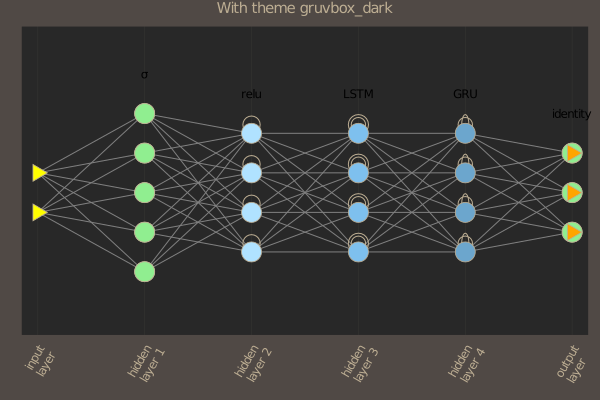 With theme gruvbox_dark
σ
relu
LSTM
GRU
identity
input
layer
hidden
layer 1
hidden
layer 2
hidden
layer 3
hidden
layer 4
output
layer